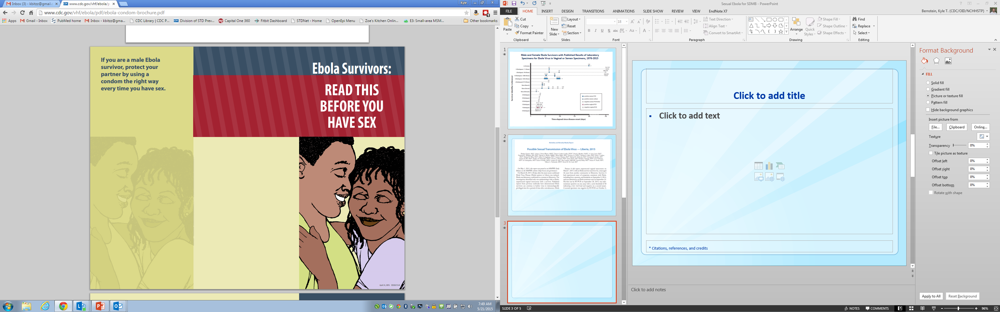 Inbox (3) - kbitzz@gmail.c
www.cdc.gov/vhf/ebola/p
Kyle
www.cdc.gov/vhf/ebola/pdf/ebola-condom-brochure.pdf
Apps
Gmail - Inbox
PubMed home
Inbox - kbitzz@gma...
CDC Library | CDC P...
Division of STD Prev...
Capital One 360
Fitbit Dashboard
STDNet - Home
OpenEpi Menu
Zoe's Kitchen Onlin...
E3: Small-area MSM...
Other bookmarks
If you are a male Ebola
survivor, protect your
partner by using a
condom the right way
every time you have sex.
Ebola Survivors:
READ THIS
BEFORE YOU
HAVE SEX
7:49 AM
5/21/2015
Sexual Ebola for SDMB - PowerPoint
FILE
HOME
INSERT
DESIGN
TRANSITIONS
ANIMATIONS
SLIDE SHOW
REVIEW
VIEW
EndNote X7
Bernstein, Kyle T. (CDC/OID/NCHHSTP)
Paste
Cut
Copy
Format Painter
Clipboard
New
Slide
Layout
Reset
Section
Slides
18
Font
Text Direction
Align Text
Convert to SmartArt
Paragraph
Arrange
Quick
Styles
Shape Fill
Shape Outline
Shape Effects
Drawing
Find
Replace
Select
Editing
1
Male and Female Ebola Survivors with Published Results of Laboratory
Specimens for Ebola Virus in Vaginal or Semen Specimens, 1976-2015
Time elapsed since disease onset (days)
2
Morbidity and Mortality Weekly Report
Possible Sexual Transmission of Ebola Virus — Liberia, 2015
3
Click to add title
Click to add text
* Citations, references, and credits
Click to add notes
Format Background
FILL
Solid fill
Gradient fill
Picture or texture fill
Pattern fill
Hide background graphics
Insert picture from
File...
Clipboard
Online...
Texture
Transparency
0%
Tile picture as texture
Offset left
0%
Offset right
0%
Offset top
0%
Offset bottom
0%
Rotate with shape
Apply to All
Reset Background
SLIDE 3 OF 5
NOTES
COMMENTS
96%